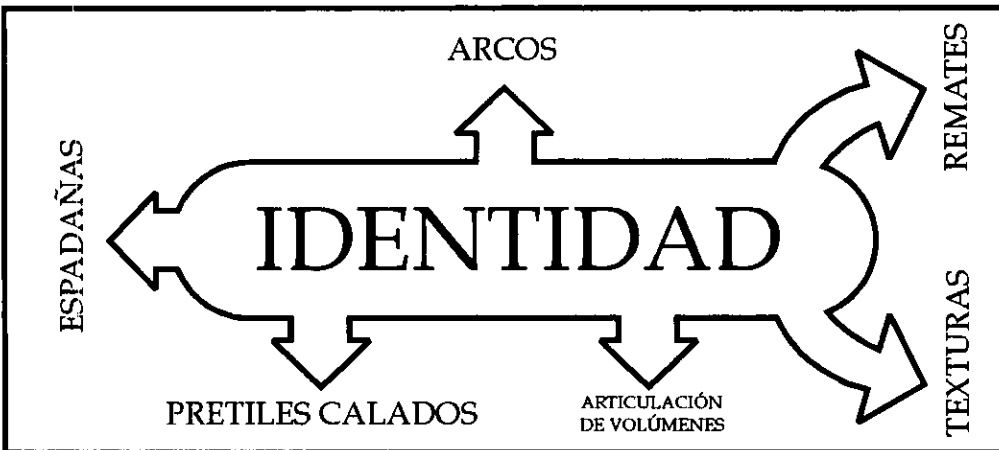 ARCOS
REMATES
ESPADAÑAS
IDENTIDAD
TEXTURAS
PRETILES CALADOS
ARTICULACIÓN
DE VOLÚMENES